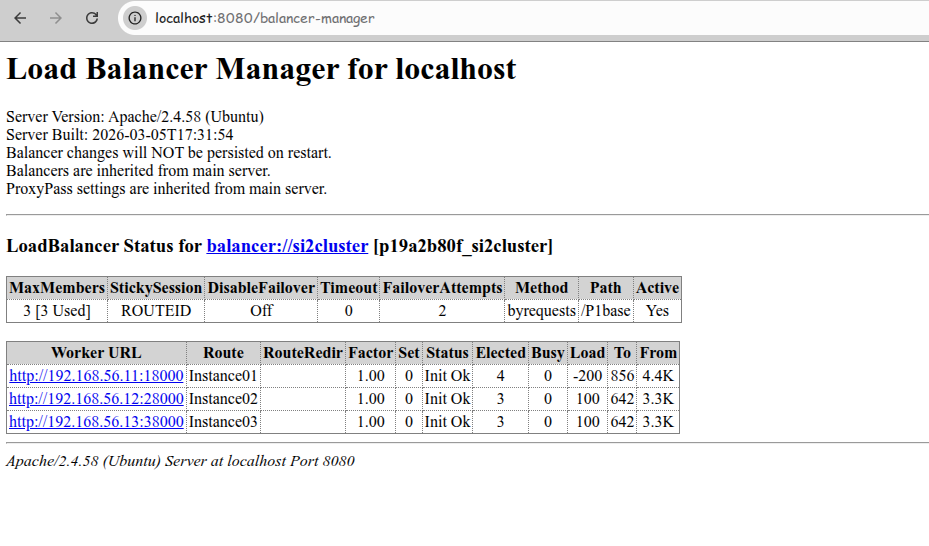 localhost:8080/balancer-manager
Load Balancer Manager for localhost
Server Version: Apache/2.4.58 (Ubuntu)
Server Built: 2026-03-05T17:31:54
Balancer changes will NOT be persisted on restart.
Balancers are inherited from main server.
ProxyPass settings are inherited from main server.
LoadBalancer Status for balancer://si2cluster [p19a2b80f_si2cluster]
MaxMembers StickySession DisableFailover Timeout FailoverAttempts Method Path Active
3 [3 Used] ROUTEID Off 0 2 byrequests /P1base Yes
Worker URL Route RouteRedir Factor Set Status Elected Busy Load To From
http://192.168.56.11:18000 Instance01 1.00 0 Init Ok 4 0 -200 856 4.4K
http://192.168.56.12:28000 Instance02 1.00 0 Init Ok 3 0 100 642 3.3K
http://192.168.56.13:38000 Instance03 1.00 0 Init Ok 3 0 100 642 3.3K
Apache/2.4.58 (Ubuntu) Server at localhost Port 8080